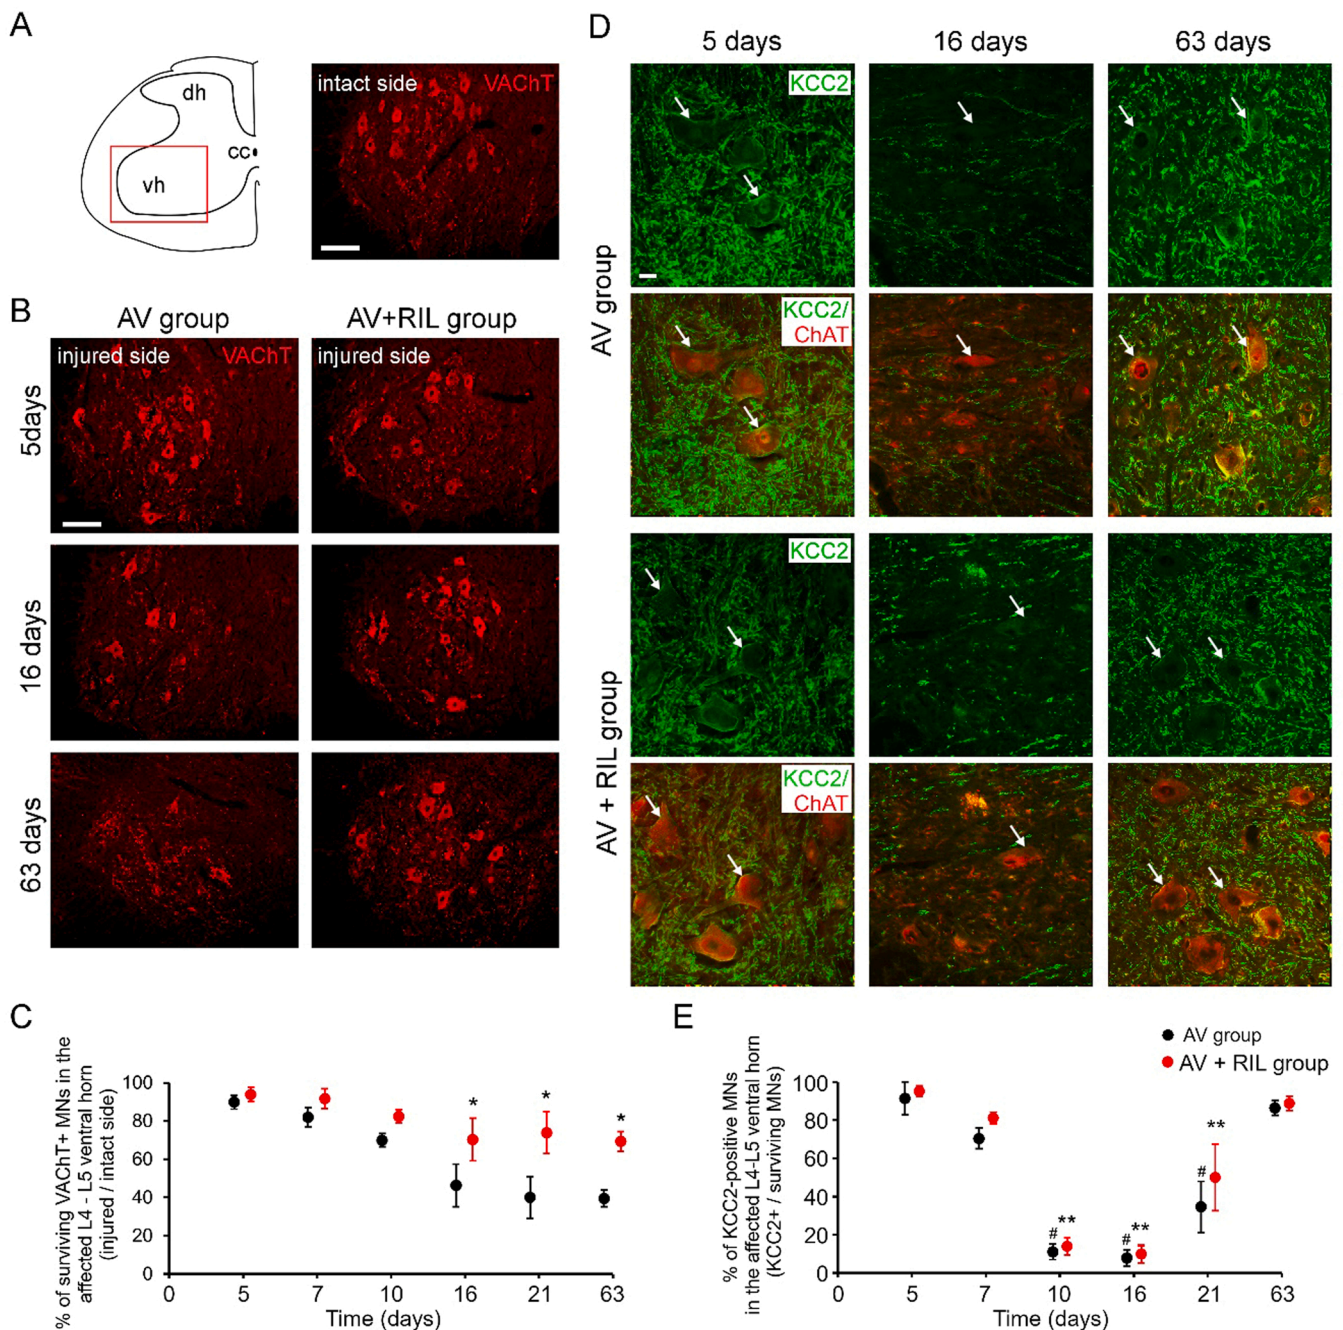 A
dh
cc
vh
intact side
VAChT
B
AV group
AV+RIL group
injured side
VAChT
injured side
5days
16 days
63 days
C
% of surviving VAChT+ MNs in the
affected L4 - L5 ventral horn
(injured / intact side)
100
80
60
40
20
0
*
*
*
0
5
7
10
16
21
63
Time (days)
D
5 days
16 days
63 days
AV group
KCC2
KCC2/
ChAT
AV + RIL group
KCC2
KCC2/
ChAT
E
AV group
AV + RIL group
% of KCC2-positive MNs
in the affected L4-L5 ventral horn
(KCC2+ / surviving MNs)
100
80
60
40
20
0
# **
# **
# **
0
5
7
10
16
21
63
Time (days)